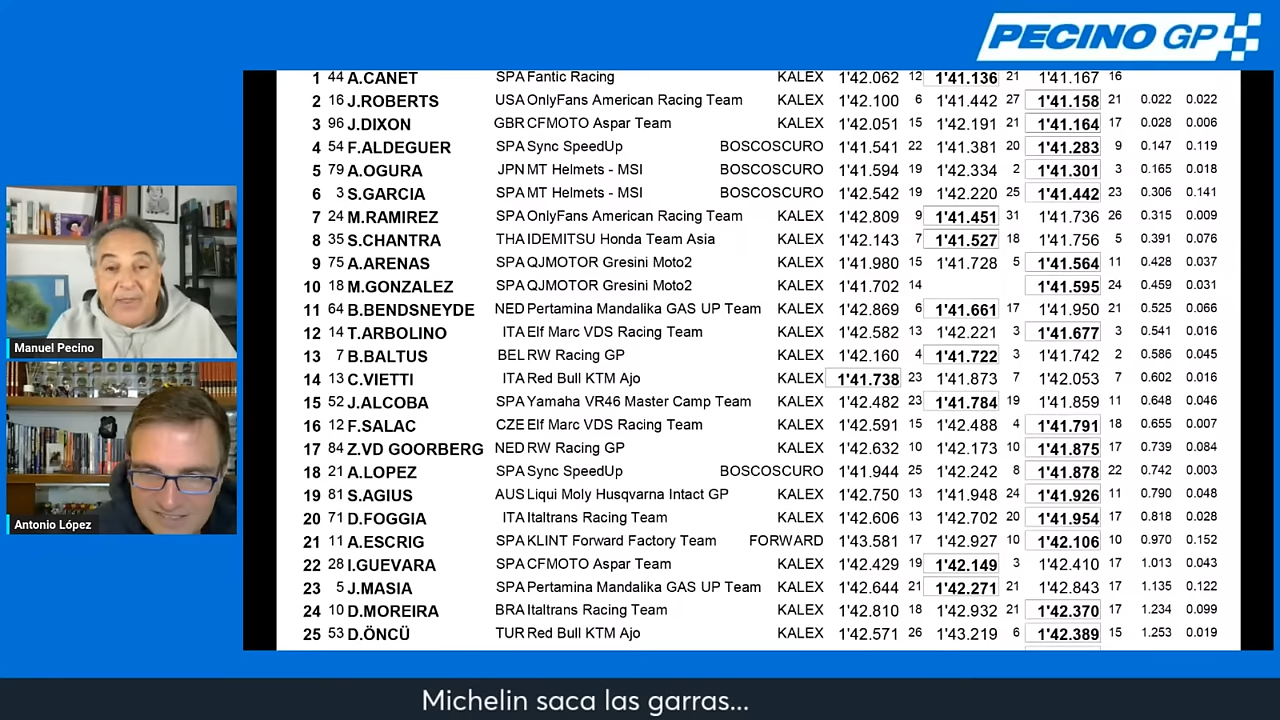 PECINO GP
1 44 A.CANET SPA Fantic Racing KALEX 1'42.062 12 1'41.136 21 1'41.167 16
2 16 J.ROBERTS USA OnlyFans American Racing Team KALEX 1'42.100 6 1'41.442 27 1'41.158 21 0.022 0.022
3 96 J.DIXON GBR CFMOTO Aspar Team KALEX 1'42.051 15 1'42.191 21 1'41.164 17 0.028 0.006
4 54 F.ALDEGUER SPA Sync SpeedUp BOSCOSCURO 1'41.541 22 1'41.381 20 1'41.283 9 0.147 0.119
5 79 A.OGURA JPN MT Helmets - MSI BOSCOSCURO 1'41.594 19 1'42.334 2 1'41.301 3 0.165 0.018
6 3 S.GARCIA SPA MT Helmets - MSI BOSCOSCURO 1'42.542 19 1'42.220 25 1'41.442 23 0.306 0.141
7 24 M.RAMIREZ SPA OnlyFans American Racing Team KALEX 1'42.809 9 1'41.451 31 1'41.736 26 0.315 0.009
8 35 S.CHANTRA THA IDEMITSU Honda Team Asia KALEX 1'42.143 7 1'41.527 18 1'41.756 5 0.391 0.076
9 75 A.ARENAS SPA QJMOTOR Gresini Moto2 KALEX 1'41.980 15 1'41.728 5 1'41.564 11 0.428 0.037
10 18 M.GONZALEZ SPA QJMOTOR Gresini Moto2 KALEX 1'41.702 14 1'41.595 24 0.459 0.031
11 64 B.BENDSNEYDE NED Pertamina Mandalika GAS UP Team KALEX 1'42.869 6 1'41.661 17 1'41.950 21 0.525 0.066
12 14 T.ARBOLINO ITA Elf Marc VDS Racing Team KALEX 1'42.582 13 1'42.221 3 1'41.677 3 0.541 0.016
13 7 B.BALTUS BEL RW Racing GP KALEX 1'42.160 4 1'41.722 3 1'41.742 2 0.586 0.045
14 13 C.VIETTI ITA Red Bull KTM Ajo KALEX 1'41.738 23 1'41.873 7 1'42.053 7 0.602 0.016
15 52 J.ALCOBA SPA Yamaha VR46 Master Camp Team KALEX 1'42.482 23 1'41.784 19 1'41.859 11 0.648 0.046
16 12 F.SALAC CZE Elf Marc VDS Racing Team KALEX 1'42.591 15 1'42.488 4 1'41.791 18 0.655 0.007
17 84 Z.VD GOORBERG NED RW Racing GP KALEX 1'42.632 10 1'42.173 10 1'41.875 17 0.739 0.084
18 21 A.LOPEZ SPA Sync SpeedUp BOSCOSCURO 1'41.944 25 1'42.242 8 1'41.878 22 0.742 0.003
19 81 S.AGIUS AUS Liqui Moly Husqvarna Intact GP KALEX 1'42.750 13 1'41.948 24 1'41.926 11 0.790 0.048
20 71 D.FOGGIA ITA Italtrans Racing Team KALEX 1'42.606 13 1'42.702 20 1'41.954 17 0.818 0.028
21 11 A.ESCRIG SPA KLINT Forward Factory Team FORWARD 1'43.581 17 1'42.927 10 1'42.106 10 0.970 0.152
22 28 I.GUEVARA SPA CFMOTO Aspar Team KALEX 1'42.429 19 1'42.149 3 1'42.410 17 1.013 0.043
23 5 J.MASIA SPA Pertamina Mandalika GAS UP Team KALEX 1'42.644 21 1'42.271 21 1'42.843 17 1.135 0.122
24 10 D.MOREIRA BRA Italtrans Racing Team KALEX 1'42.810 18 1'42.932 21 1'42.370 17 1.234 0.099
25 53 D.ÖNCÜ TUR Red Bull KTM Ajo KALEX 1'42.571 26 1'43.219 6 1'42.389 15 1.253 0.019
Manuel Pecino
Antonio López
Michelin saca las garras...